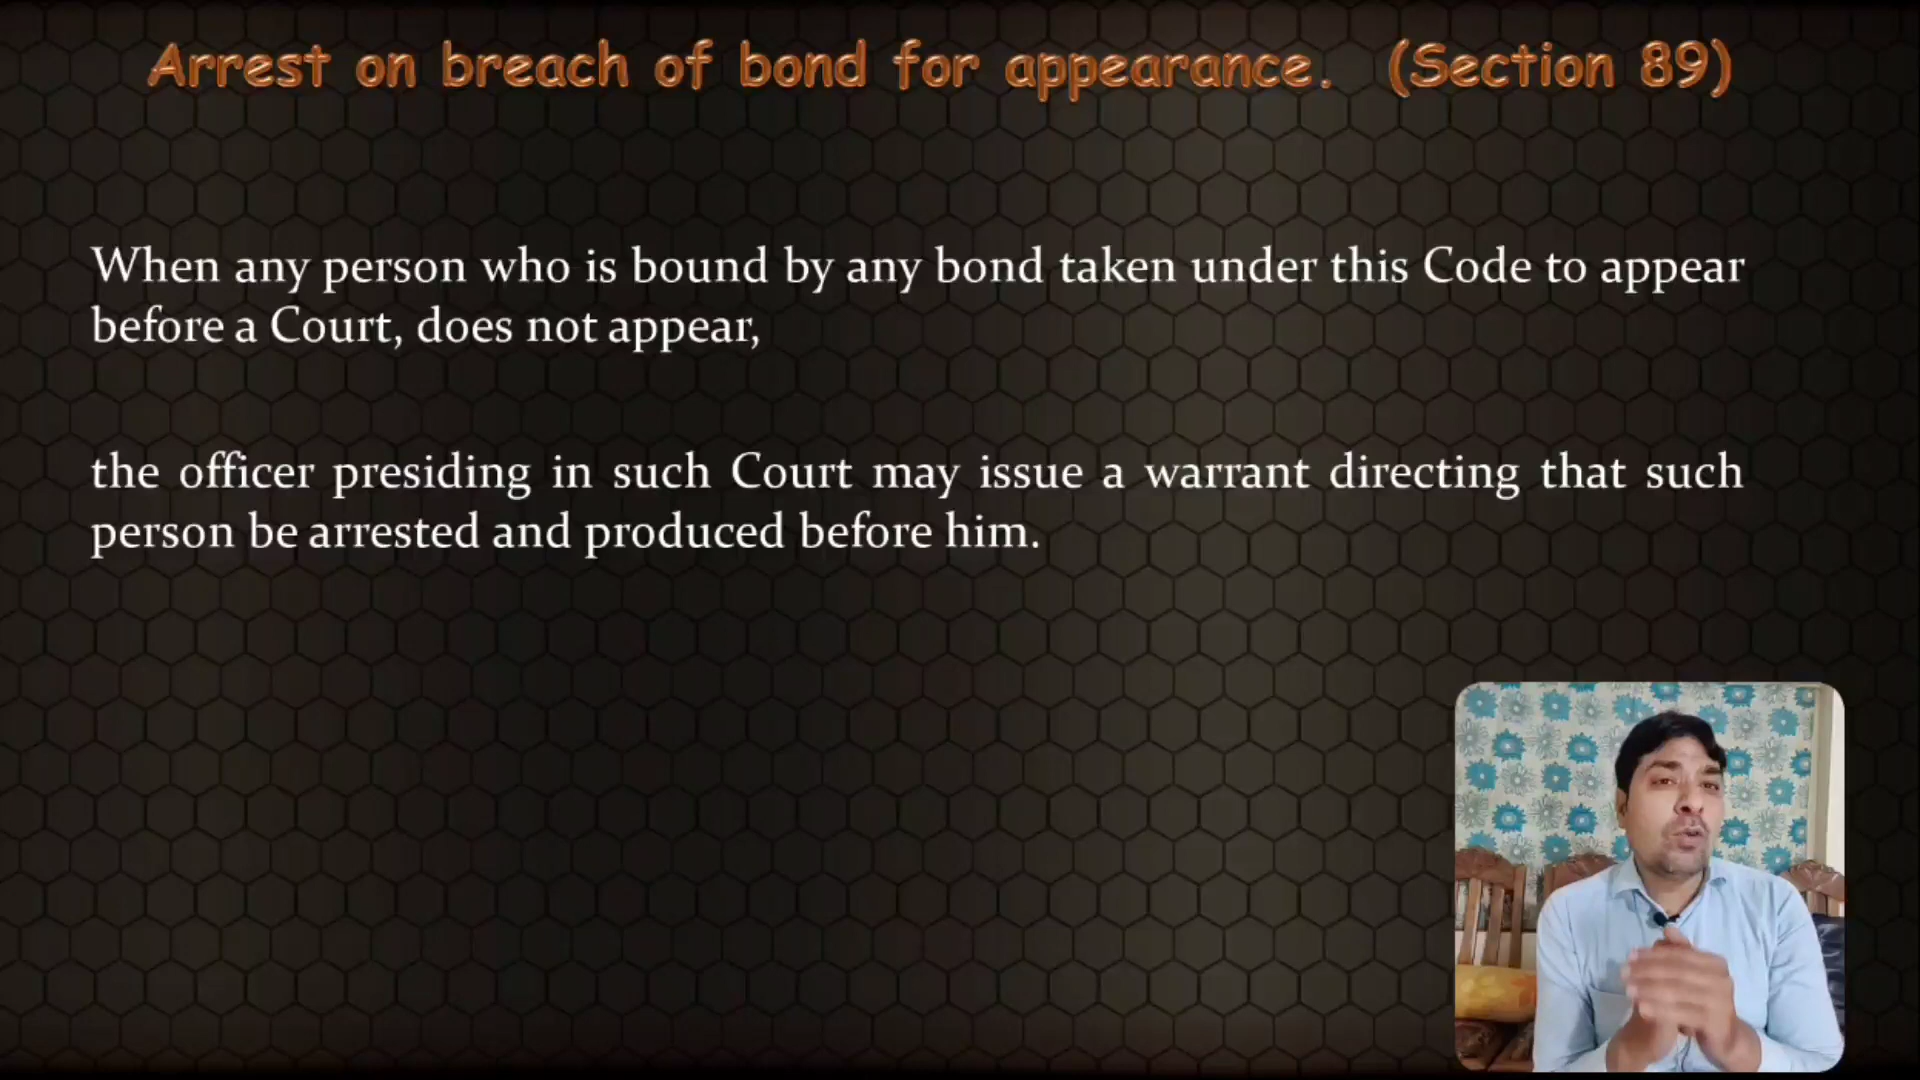 Arrest on breach of bond for appearance. (Section 89)
When any person who is bound by any bond taken under this Code to appear
before a Court, does not appear,
the officer presiding in such Court may issue a warrant directing that such
person be arrested and produced before him.